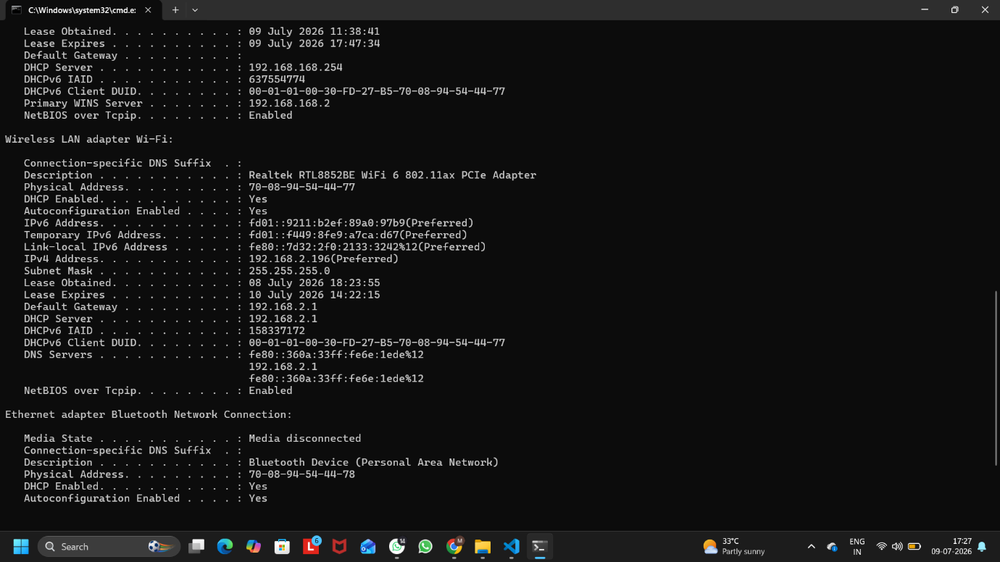 C:\Windows\system32\cmd.e:
   Lease Obtained. . . . . . . . . . : 09 July 2026 11:38:41
   Lease Expires . . . . . . . . . . : 09 July 2026 17:47:34
   Default Gateway . . . . . . . . . :
   DHCP Server . . . . . . . . . . . : 192.168.168.254
   DHCPv6 IAID . . . . . . . . . . . : 637554774
   DHCPv6 Client DUID. . . . . . . . : 00-01-01-00-30-FD-27-B5-70-08-94-54-44-77
   Primary WINS Server . . . . . . . : 192.168.168.2
   NetBIOS over Tcpip. . . . . . . . : Enabled
Wireless LAN adapter Wi-Fi:
   Connection-specific DNS Suffix  . :
   Description . . . . . . . . . . . : Realtek RTL8852BE WiFi 6 802.11ax PCIe Adapter
   Physical Address. . . . . . . . . : 70-08-94-54-44-77
   DHCP Enabled. . . . . . . . . . . : Yes
   Autoconfiguration Enabled . . . . : Yes
   IPv6 Address. . . . . . . . . . . : fd01::9211:b2ef:89a0:97b9(Preferred)
   Temporary IPv6 Address. . . . . . : fd01::f449:8fe9:a7ca:d67(Preferred)
   Link-local IPv6 Address . . . . . : fe80::7d32:2f0:2133:3242%12(Preferred)
   IPv4 Address. . . . . . . . . . . : 192.168.2.196(Preferred)
   Subnet Mask . . . . . . . . . . . : 255.255.255.0
   Lease Obtained. . . . . . . . . . : 08 July 2026 18:23:55
   Lease Expires . . . . . . . . . . : 10 July 2026 14:22:15
   Default Gateway . . . . . . . . . : 192.168.2.1
   DHCP Server . . . . . . . . . . . : 192.168.2.1
   DHCPv6 IAID . . . . . . . . . . . : 158337172
   DHCPv6 Client DUID. . . . . . . . : 00-01-01-00-30-FD-27-B5-70-08-94-54-44-77
   DNS Servers . . . . . . . . . . . : fe80::360a:33ff:fe6e:1ede%12
                                       192.168.2.1
                                       fe80::360a:33ff:fe6e:1ede%12
   NetBIOS over Tcpip. . . . . . . . : Enabled
Ethernet adapter Bluetooth Network Connection:
   Media State . . . . . . . . . . . : Media disconnected
   Connection-specific DNS Suffix  . :
   Description . . . . . . . . . . . : Bluetooth Device (Personal Area Network)
   Physical Address. . . . . . . . . : 70-08-94-54-44-78
   DHCP Enabled. . . . . . . . . . . : Yes
   Autoconfiguration Enabled . . . . : Yes
Search
L 6
14
M
33°C
Partly sunny
ENG
IN
17:27
09-07-2026